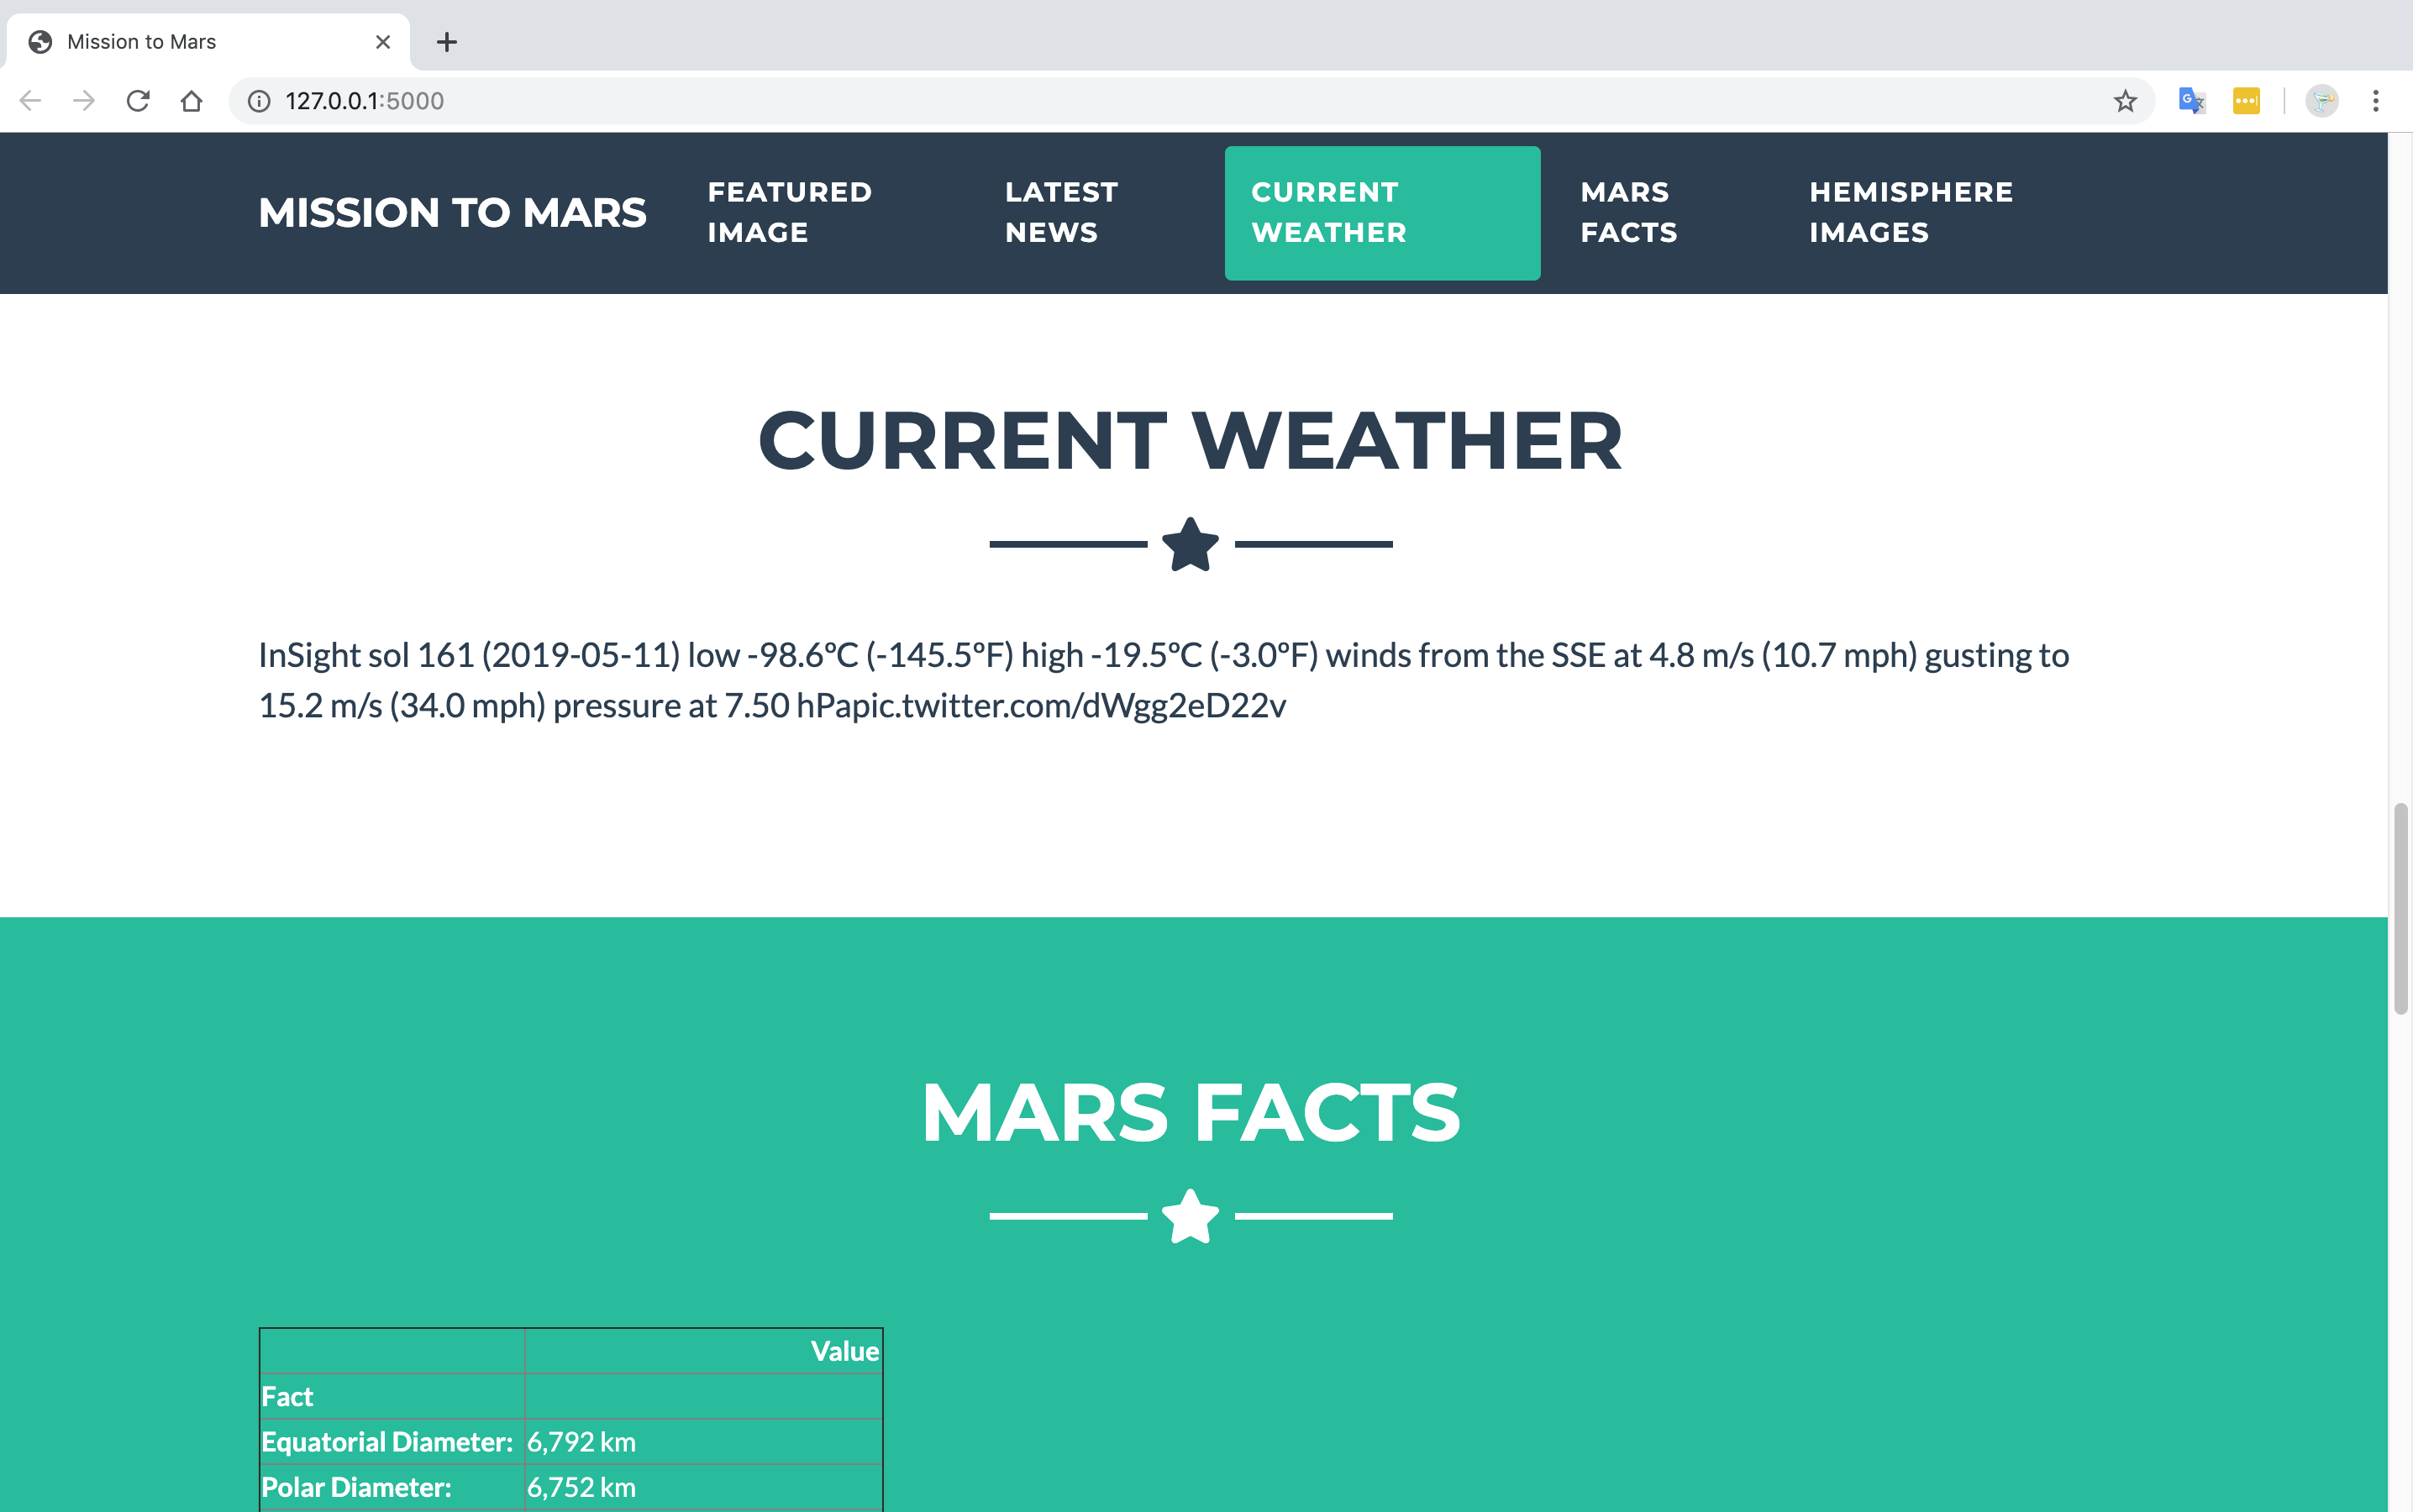 Mission to Mars
127.0.0.1:5000
MISSION TO MARS
FEATURED
IMAGE
LATEST
NEWS
CURRENT
WEATHER
MARS
FACTS
HEMISPHERE
IMAGES
CURRENT WEATHER
InSight sol 161 (2019-05-11) low -98.6ºC (-145.5ºF) high -19.5ºC (-3.0ºF) winds from the SSE at 4.8 m/s (10.7 mph) gusting to
15.2 m/s (34.0 mph) pressure at 7.50 hPapic.twitter.com/dWgg2eD22v
MARS FACTS
Value
Fact
Equatorial Diameter: 6,792 km
Polar Diameter: 6,752 km